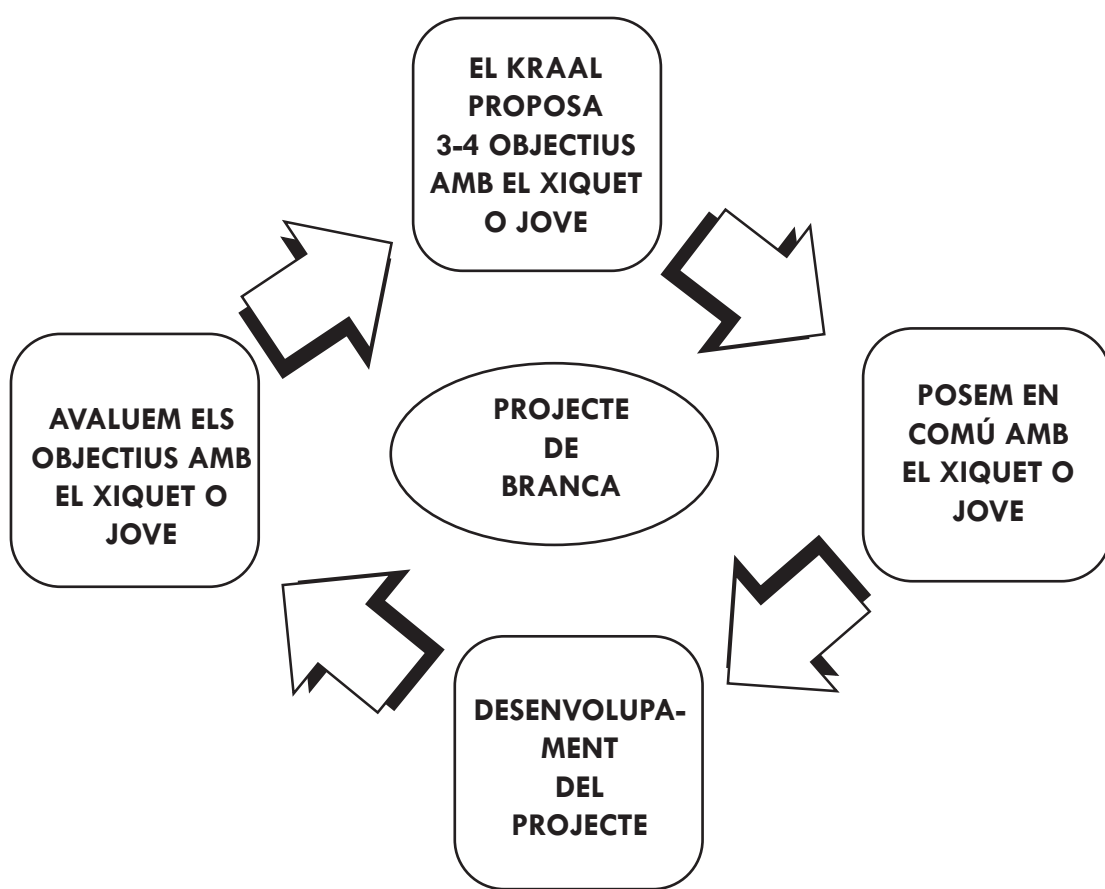 EL KRAAL
PROPOSA
3-4 OBJECTIUS
AMB EL XIQUET
O JOVE
POSEM EN
COMÚ AMB
EL XIQUET O
JOVE
PROJECTE
DE
BRANCA
AVALUEM ELS
OBJECTIUS AMB
EL XIQUET O
JOVE
DESENVOLUPA-
MENT
DEL
PROJECTE